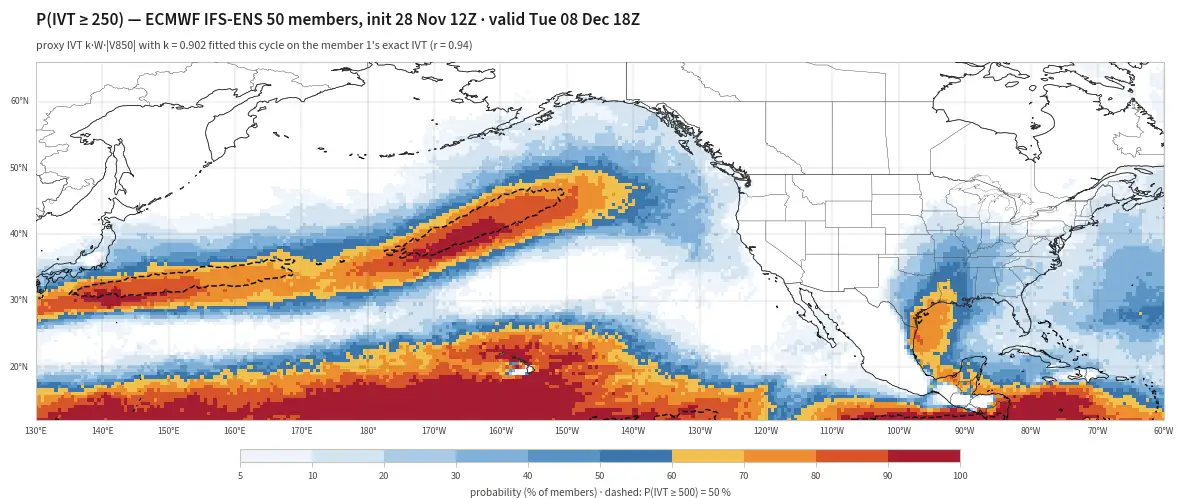 P(IVT ≥ 250) — ECMWF IFS-ENS 50 members, init 28 Nov 12Z · valid Tue 08 Dec 18Z
proxy IVT k·W·|V850| with k = 0.902 fitted this cycle on the member 1's exact IVT (r = 0.94)
60°N
50°N
40°N
30°N
20°N
130°E 140°E 150°E 160°E 170°E 180° 170°W 160°W 150°W 140°W 130°W 120°W 110°W 100°W 90°W 80°W 70°W 60°W
5 10 20 30 40 50 60 70 80 90 100
probability (% of members) · dashed: P(IVT ≥ 500) = 50 %